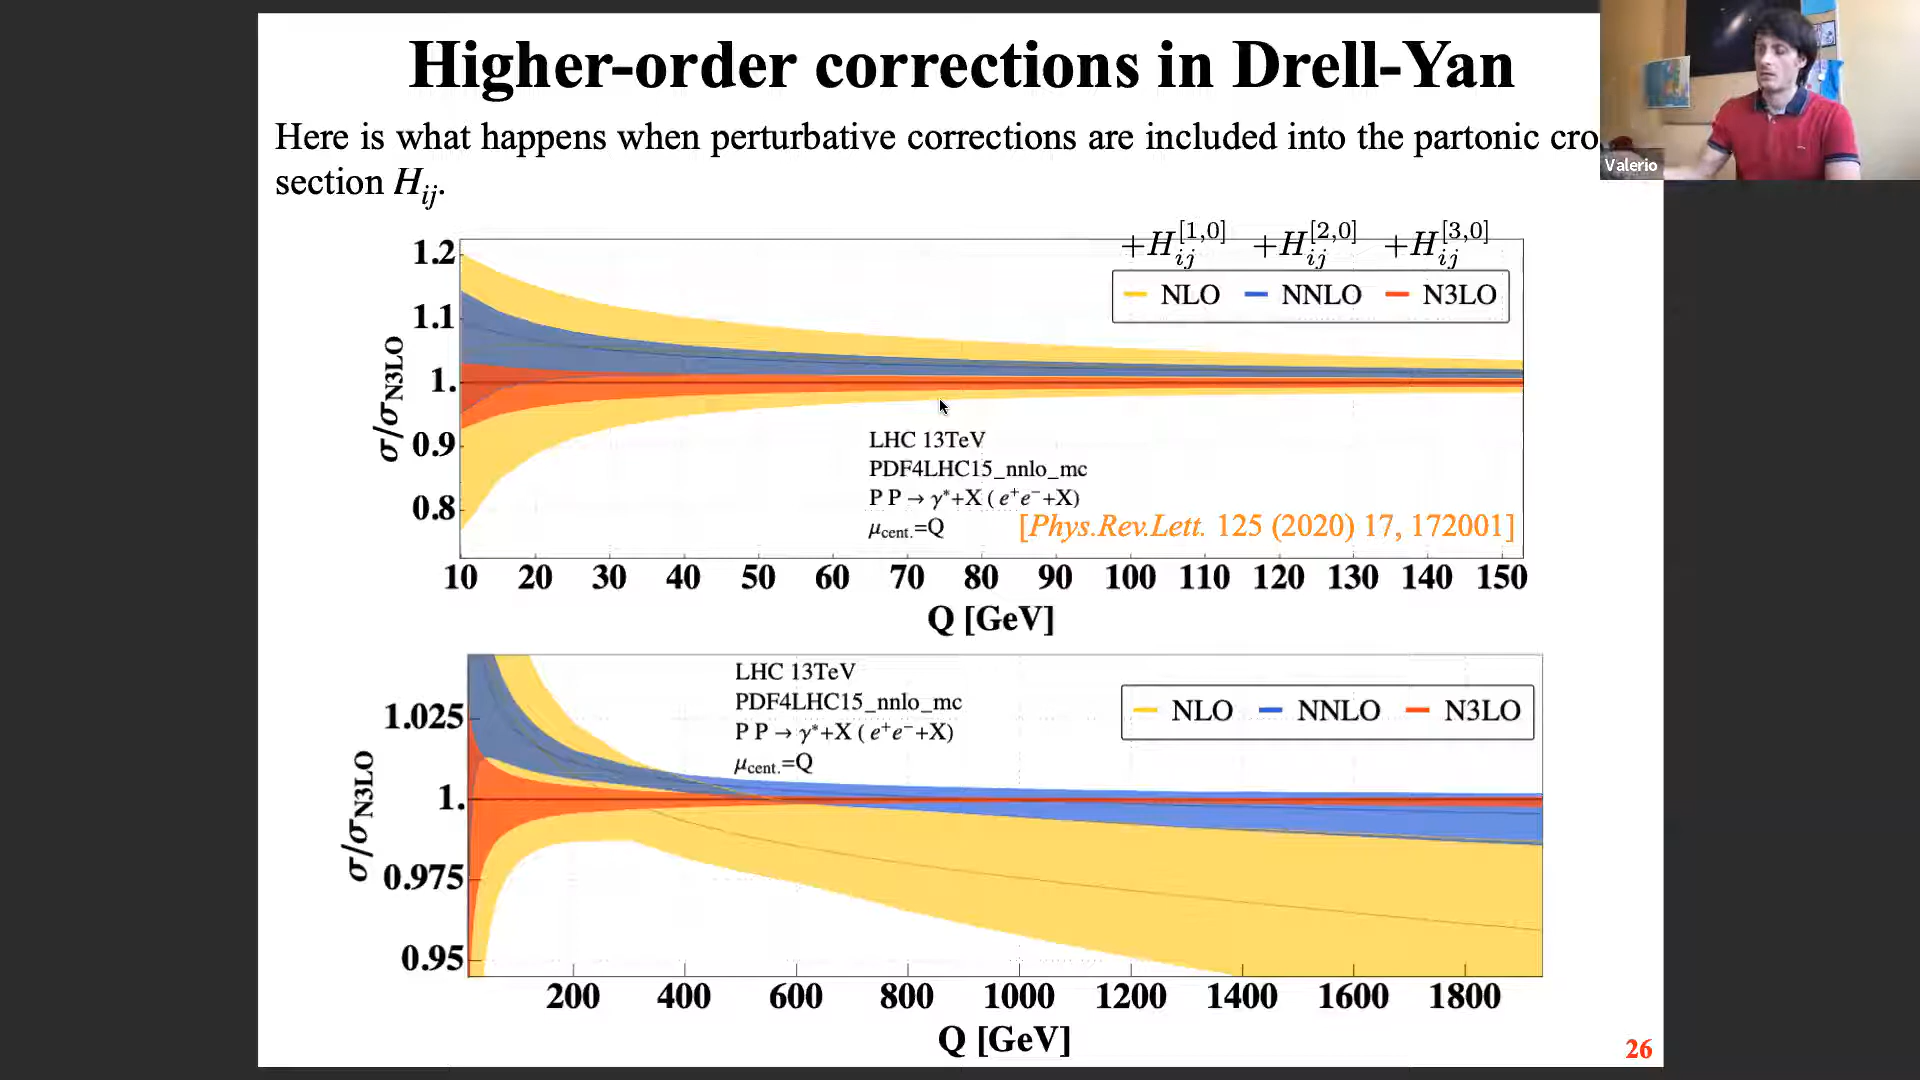 Higher-order corrections in Drell-Yan
Here is what happens when perturbative corrections are included into the partonic cro
section H_ij.
Valerio
+H_ij^[1,0] +H_ij^[2,0] +H_ij^[3,0]
NLO NNLO N3LO
1.2
1.1
1.
0.9
0.8
σ/σN3LO
LHC 13TeV
PDF4LHC15_nnlo_mc
P P → γ*+X ( e⁺e⁻+X)
μcent.=Q
[Phys.Rev.Lett. 125 (2020) 17, 172001]
10 20 30 40 50 60 70 80 90 100 110 120 130 140 150
Q [GeV]
LHC 13TeV
PDF4LHC15_nnlo_mc
P P → γ*+X ( e⁺e⁻+X)
μcent.=Q
NLO NNLO N3LO
1.025
1.
0.975
0.95
σ/σN3LO
200 400 600 800 1000 1200 1400 1600 1800
Q [GeV]
26